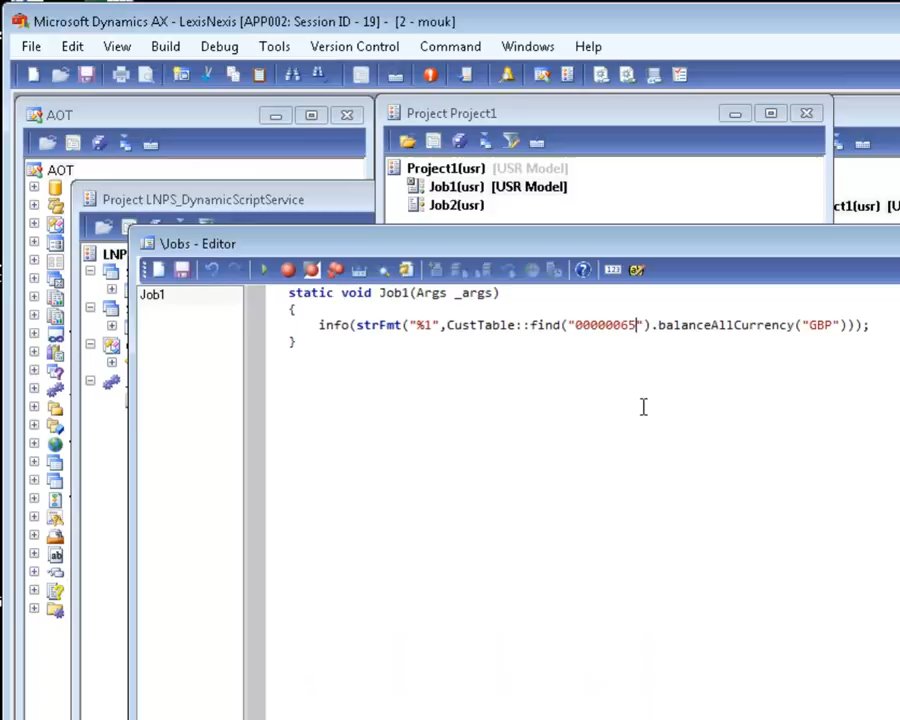 Microsoft Dynamics AX - LexisNexis [APP002: Session ID - 19] - [2 - mouk]
File Edit View Build Debug Tools Version Control Command Windows Help
AOT
Project Project1
AOT
Project1(usr) [USR Model]
Job1(usr) [USR Model]
Project LNPS_DynamicScriptService
Job2(usr)
ct1(usr) [U
\Jobs - Editor
LNP
Job1
static void Job1(Args _args)
{
info(strFmt("%1",CustTable::find("00000065").balanceAllCurrency("GBP")));
}